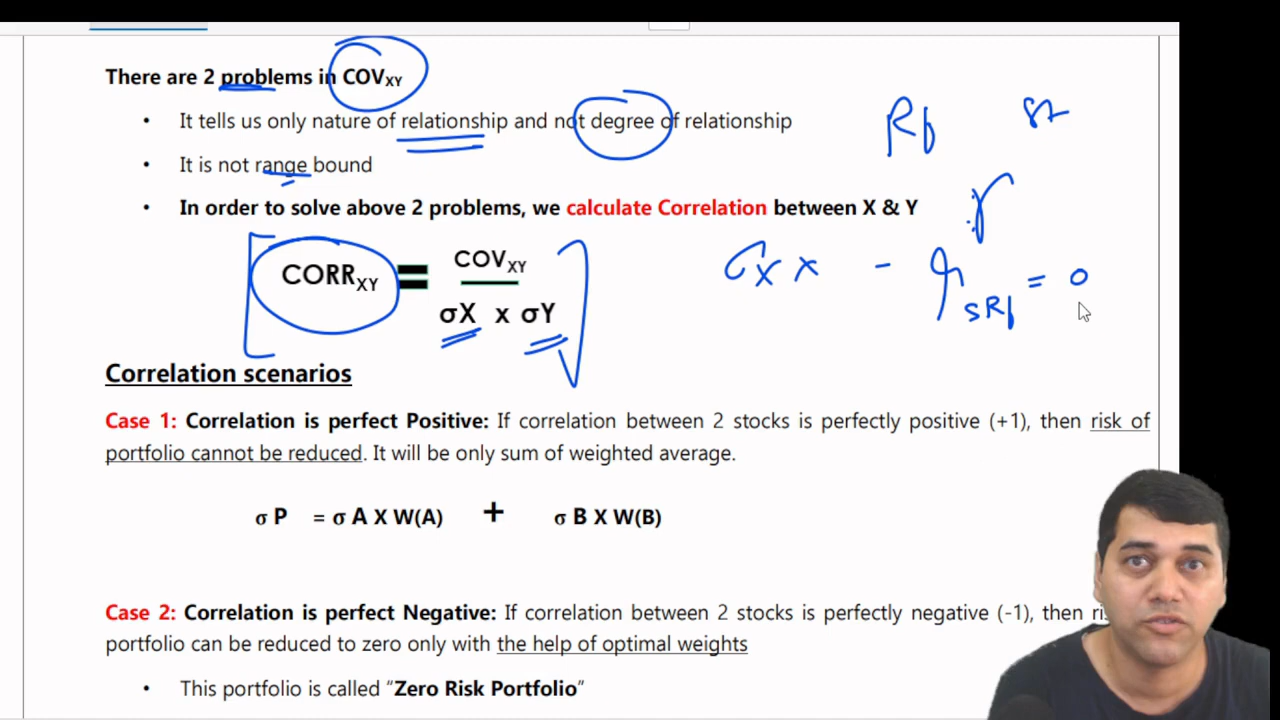 There are 2 problems in COVXY
• It tells us only nature of relationship and not degree of relationship
• It is not range bound
• In order to solve above 2 problems, we calculate Correlation between X & Y
CORRXY = COVXY
σX x σY
Rf St
r
σx x - r SRf = 0
Correlation scenarios
Case 1: Correlation is perfect Positive: If correlation between 2 stocks is perfectly positive (+1), then risk of
portfolio cannot be reduced. It will be only sum of weighted average.
σ P = σ A X W(A) + σ B X W(B)
Case 2: Correlation is perfect Negative: If correlation between 2 stocks is perfectly negative (-1), then
portfolio can be reduced to zero only with the help of optimal weights
• This portfolio is called “Zero Risk Portfolio”